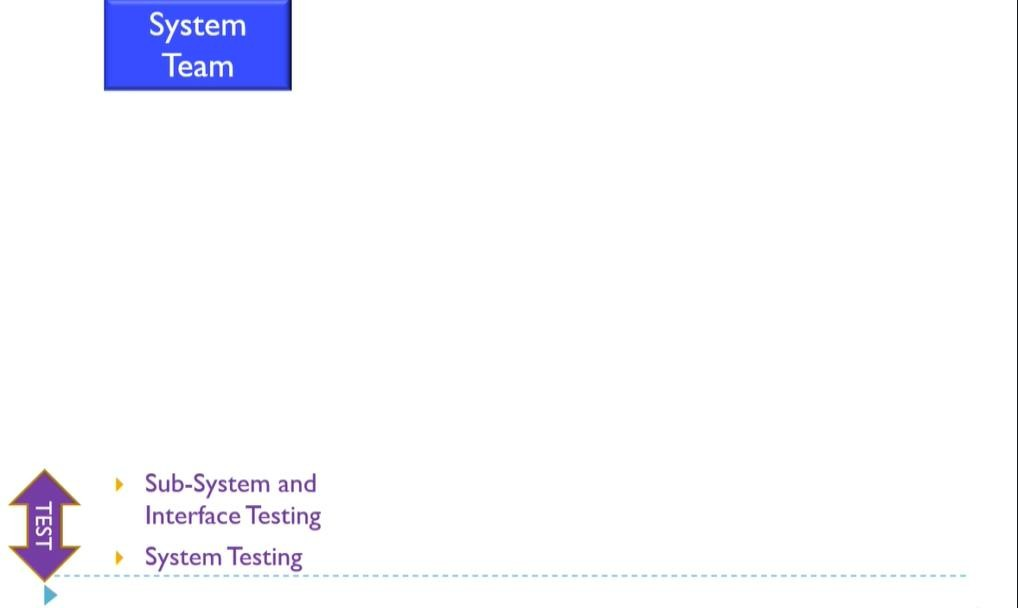 System
Team
TEST
Sub-System and
Interface Testing
System Testing